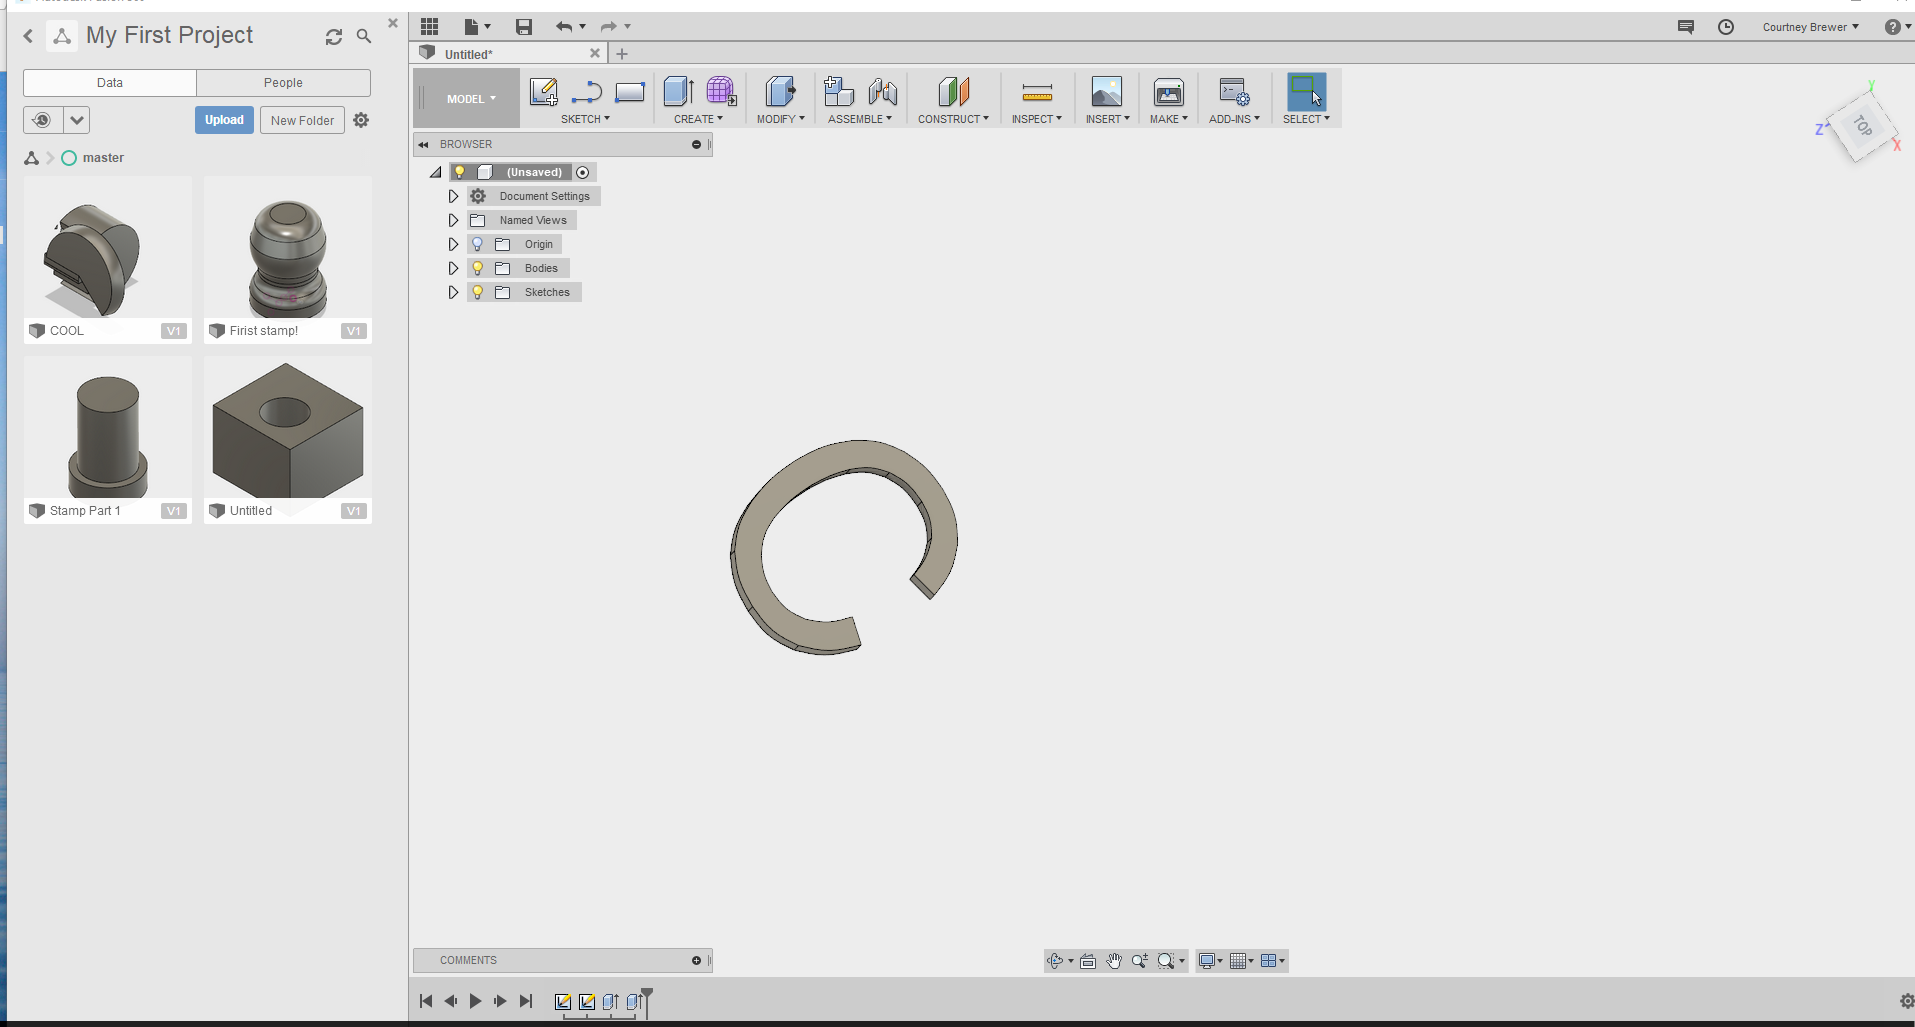 My First Project
Data
People
Upload
New Folder
master
COOL
V1
Firist stamp!
V1
Stamp Part 1
V1
Untitled
V1
Courtney Brewer
Untitled*
MODEL
SKETCH
CREATE
MODIFY
ASSEMBLE
CONSTRUCT
INSPECT
INSERT
MAKE
ADD-INS
SELECT
BROWSER
(Unsaved)
Document Settings
Named Views
Origin
Bodies
Sketches
Y
Z
TOP
X
COMMENTS